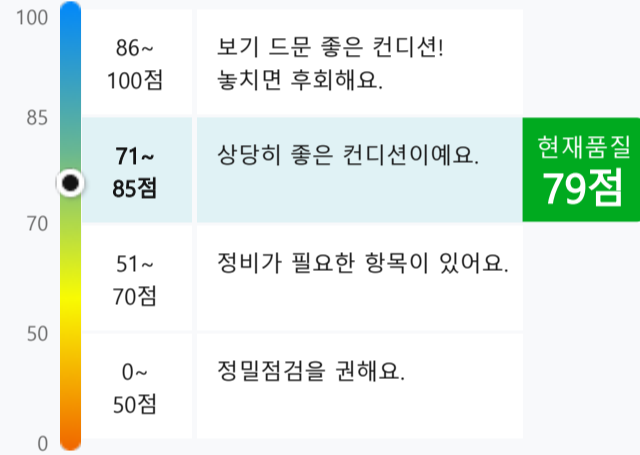 100
86~
100점
보기 드문 좋은 컨디션!
놓치면 후회해요.
85
71~
85점
상당히 좋은 컨디션이예요.
현재품질
79점
70
51~
70점
정비가 필요한 항목이 있어요.
50
0~
50점
정밀점검을 권해요.
0